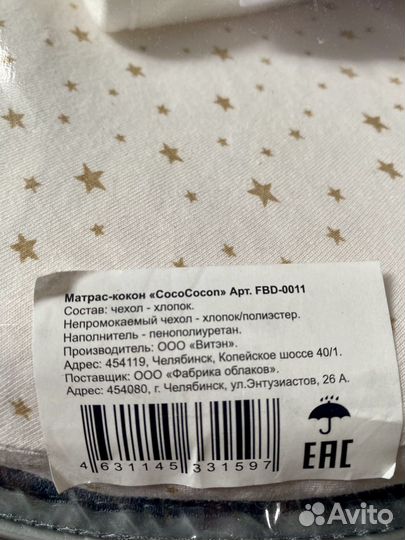 Матрас-кокон «CocoCocon» Арт. FBD-0011
Состав: чехол - хлопок.
Непромокаемый чехол - хлопок/полиэстер.
Наполнитель - пенополиуретан.
Производитель: ООО «Витэн».
Адрес: 454119, Челябинск, Копейское шоссе 40/1.
Поставщик: ООО «Фабрика облаков».
Адрес: 454080, г. Челябинск, ул.Энтузиастов, 26 А.
4 631145 331597
EAC
Avito